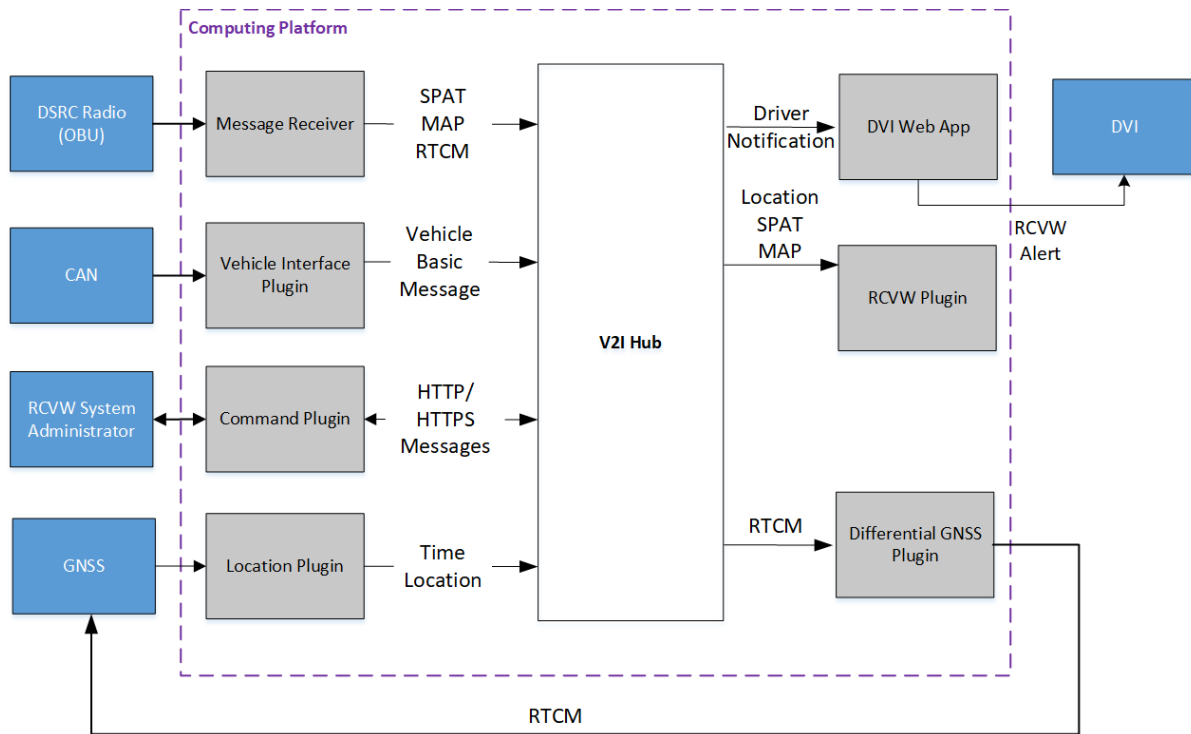 Computing Platform
DSRC Radio
(OBU)
Message Receiver
SPAT
MAP
RTCM
Driver
Notification
DVI Web App
DVI
RCVW
Alert
CAN
Vehicle Interface
Plugin
Vehicle
Basic
Message
V2I Hub
Location
SPAT
MAP
RCVW Plugin
RCVW System
Administrator
Command Plugin
HTTP/
HTTPS
Messages
GNSS
Location Plugin
Time
Location
RTCM
Differential GNSS
Plugin
RTCM